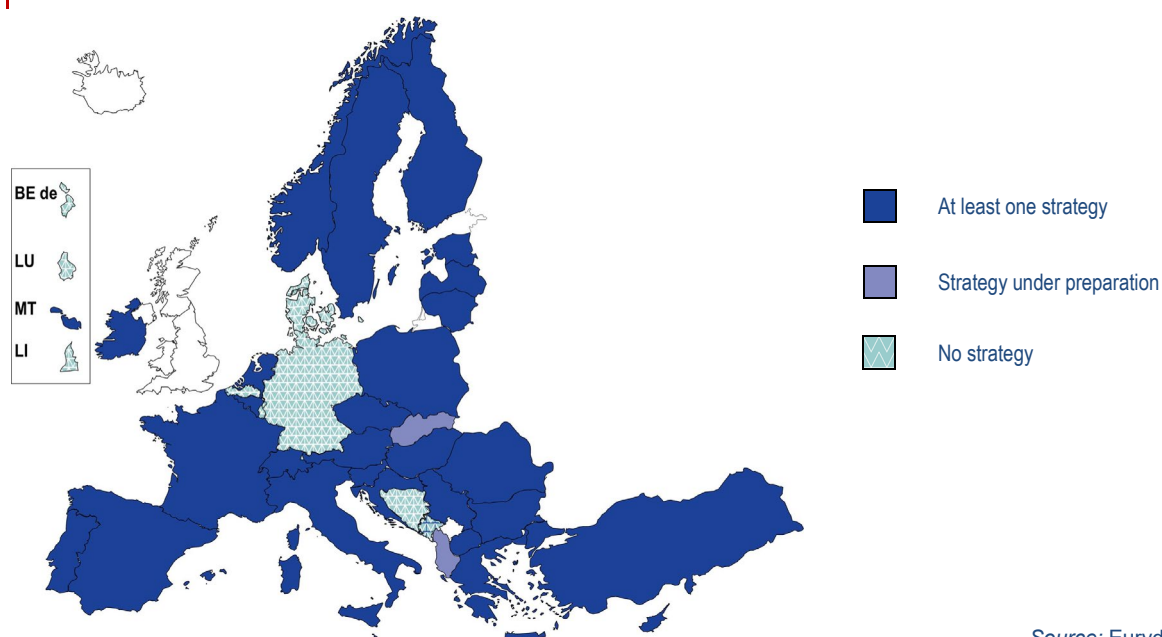 BE de
LU
MT
LI
At least one strategy
Strategy under preparation
No strategy
Source: